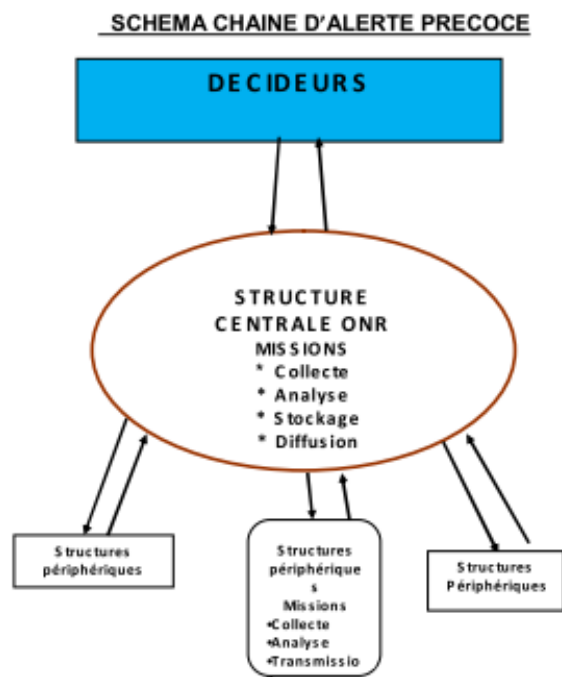 SCHEMA CHAINE D'ALERTE PRECOCE
DECIDEURS
STRUCTURE
CENTRALE ONR
MISSIONS
* Collecte
* Analyse
* Stockage
* Diffusion
Structures
périphériques
Structures
périphérique
s
Missions
•Collecte
•Analyse
•Transmissio
Structures
Périphériques